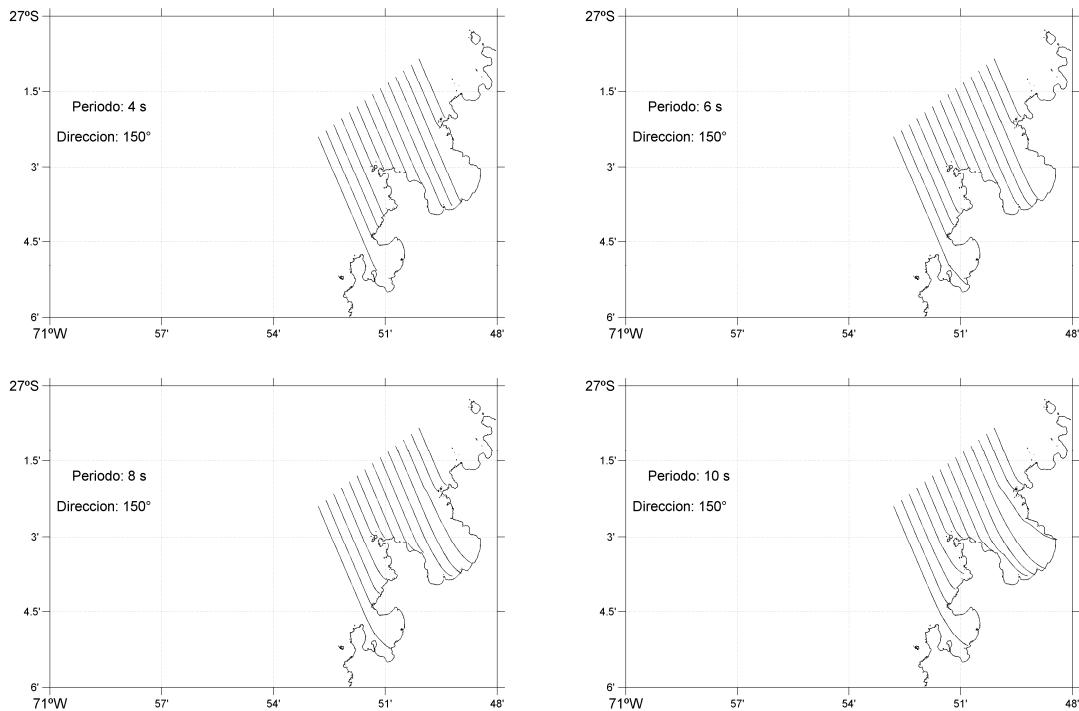 27ºS
1.5'
Periodo: 4 s
Direccion: 150°
3'
4.5'
6'
71ºW
57'
54'
51'
48'
27ºS
1.5'
Periodo: 6 s
Direccion: 150°
3'
4.5'
6'
71ºW
57'
54'
51'
48'
27ºS
1.5'
Periodo: 8 s
Direccion: 150°
3'
4.5'
6'
71ºW
57'
54'
51'
48'
27ºS
1.5'
Periodo: 10 s
Direccion: 150°
3'
4.5'
6'
71ºW
57'
54'
51'
48'